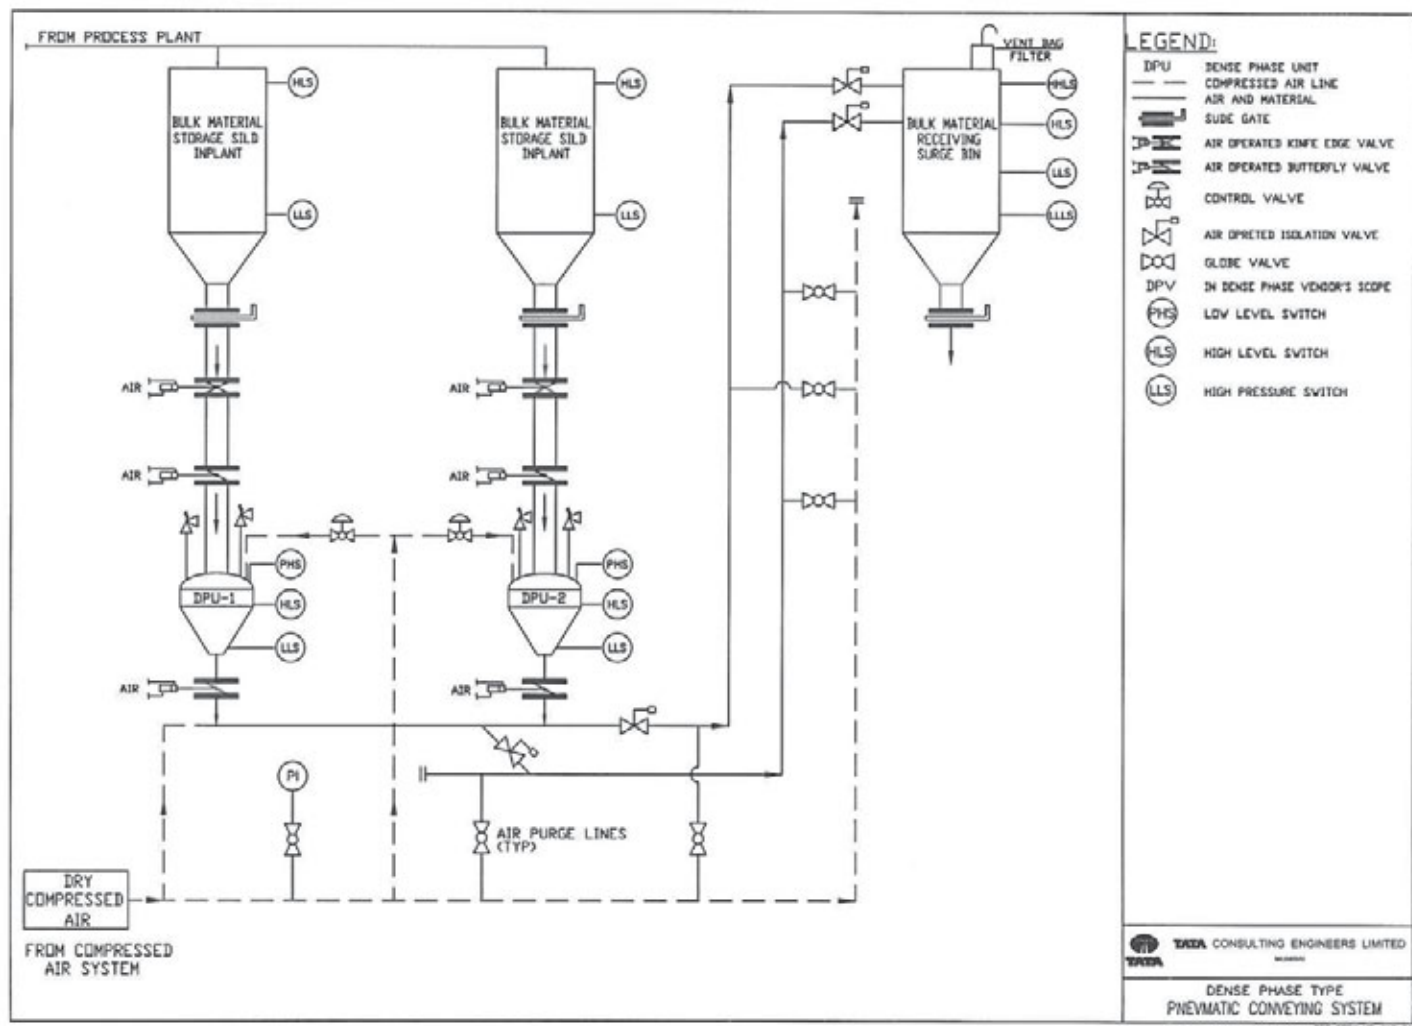 FROM PROCESS PLANT
HLS
HLS
BULK MATERIAL
STORAGE SILD
INPLANT
BULK MATERIAL
STORAGE SILD
INPLANT
LLS
LLS
VENT BAG
FILTER
BULK MATERIAL
RECEIVING
SURGE BIN
HHLS
HLS
LLS
LLLS
AIR
AIR
AIR
AIR
PHS
PHS
DPU-1
HLS
DPU-2
HLS
LLS
LLS
AIR
AIR
PI
AIR PURGE LINES
(TYP)
DRY
COMPRESSED
AIR
FROM COMPRESSED
AIR SYSTEM
LEGEND:
DPU DENSE PHASE UNIT
COMPRESSED AIR LINE
AIR AND MATERIAL
SUDE GATE
AIR OPERATED KINFE EDGE VALVE
AIR OPERATED BUTTERFLY VALVE
CONTROL VALVE
AIR OPRETED ISOLATION VALVE
GLOBE VALVE
DPV IN DENSE PHASE VENDOR'S SCOPE
PHS LOW LEVEL SWITCH
HLS HIGH LEVEL SWITCH
LLS HIGH PRESSURE SWITCH
TATA
TATA CONSULTING ENGINEERS LIMITED
DENSE PHASE TYPE
PNEVMATIC CONVEYING SYSTEM